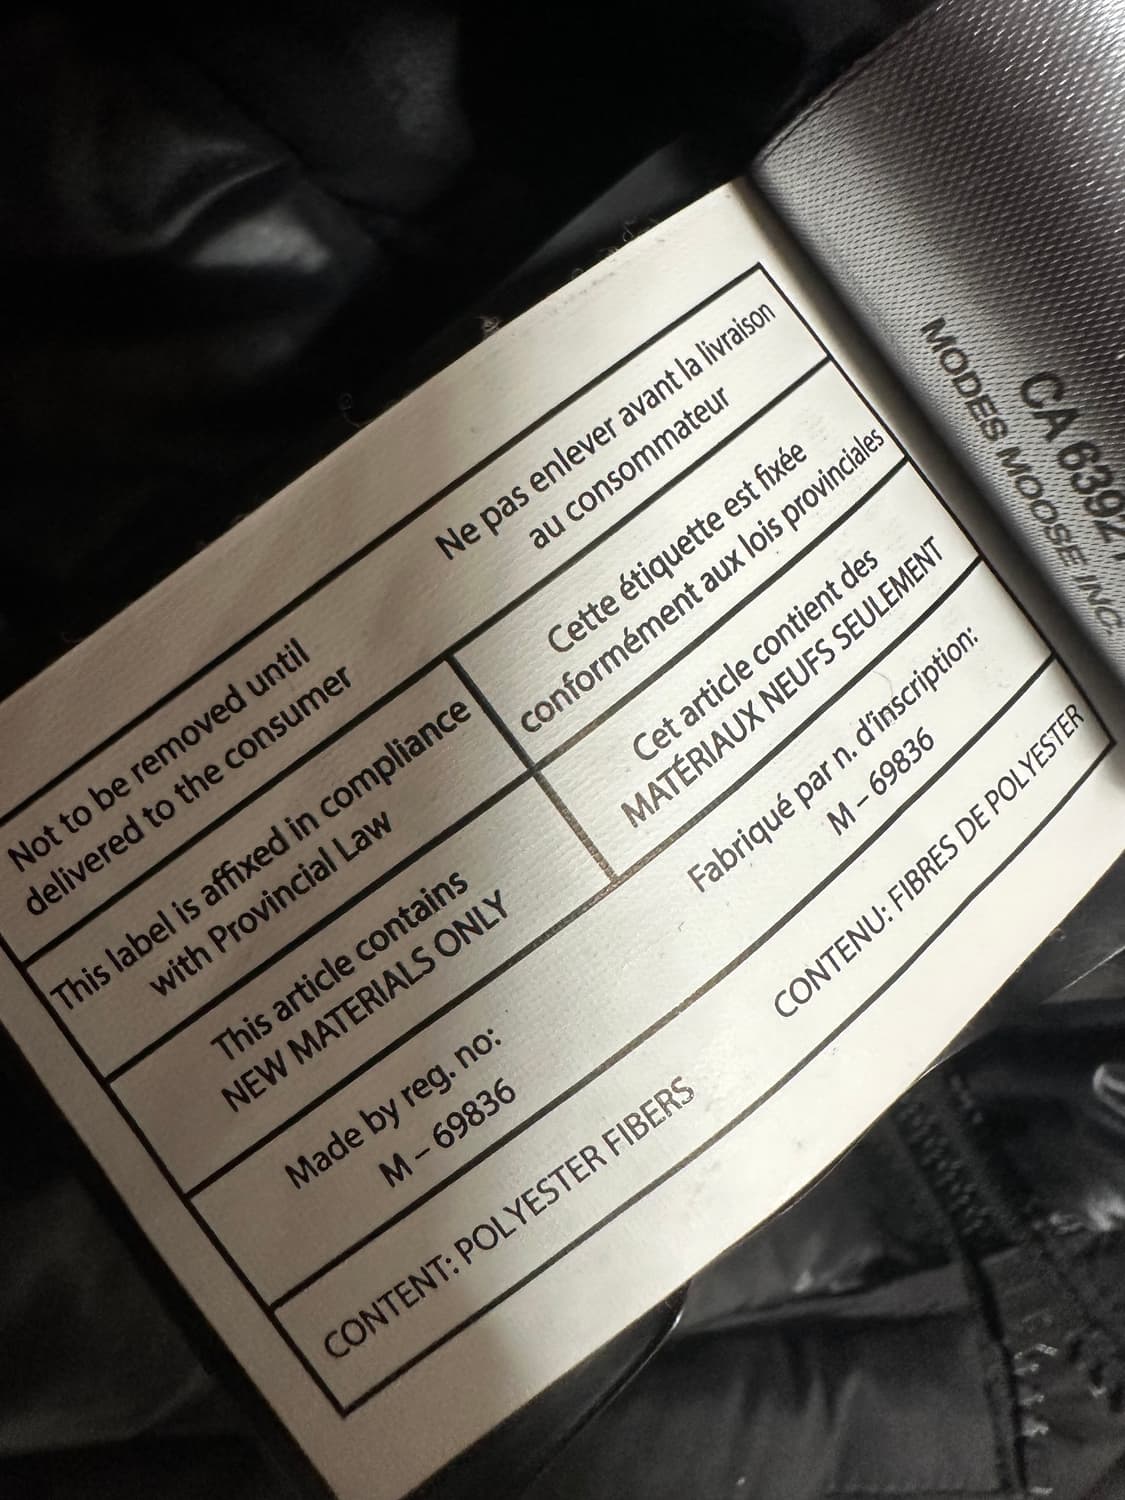 Not to be removed until
delivered to the consumer
Ne pas enlever avant la livraison
au consommateur
This label is affixed in compliance
with Provincial Law
Cette étiquette est fixée
conformément aux lois provinciales
This article contains
NEW MATERIALS ONLY
Cet article contient des
MATÉRIAUX NEUFS SEULEMENT
Made by reg. no:
M – 69836
Fabriqué par n. d'inscription:
M – 69836
CONTENT: POLYESTER FIBERS
CONTENU: FIBRES DE POLYESTER
CA 6392
MODES MOOSE INC.